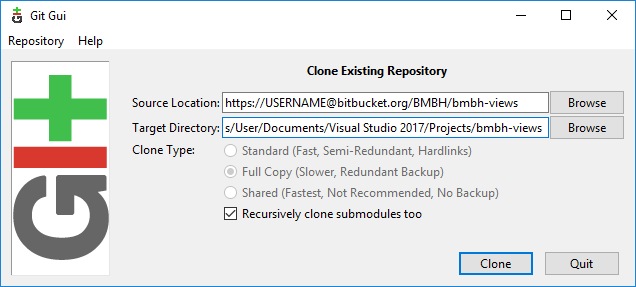 Git Gui
Repository Help
Clone Existing Repository
Source Location: https://USERNAME@bitbucket.org/BMBH/bmbh-views Browse
Target Directory: s/User/Documents/Visual Studio 2017/Projects/bmbh-views Browse
Clone Type: Standard (Fast, Semi-Redundant, Hardlinks)
Full Copy (Slower, Redundant Backup)
Shared (Fastest, Not Recommended, No Backup)
Recursively clone submodules too
Clone Quit
GIt